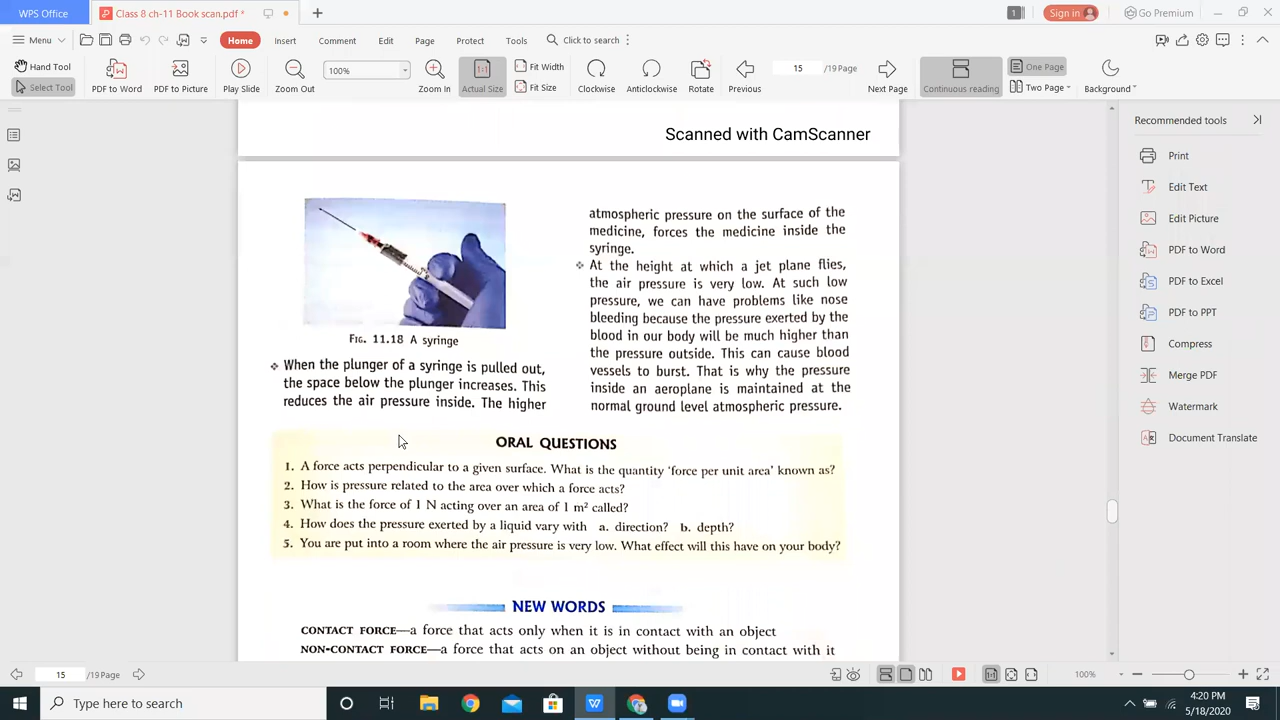 WPS Office
Class 8 ch-11 Book scan.pdf *
+
1
Sign in
Go Premium
Menu
Home
Insert
Comment
Edit
Page
Protect
Tools
Click to search
Hand Tool
Select Tool
PDF to Word
PDF to Picture
Play Slide
Zoom Out
100%
Zoom In
1:1
Actual Size
Fit Width
Fit Size
Clockwise
Anticlockwise
Rotate
Previous
15
/19Page
Next Page
Continuous reading
One Page
Two Page
Background
Scanned with CamScanner
FIG. 11.18 A syringe
❖ When the plunger of a syringe is pulled out,
the space below the plunger increases. This
reduces the air pressure inside. The higher
atmospheric pressure on the surface of the
medicine, forces the medicine inside the
syringe.
❖ At the height at which a jet plane flies,
the air pressure is very low. At such low
pressure, we can have problems like nose
bleeding because the pressure exerted by the
blood in our body will be much higher than
the pressure outside. This can cause blood
vessels to burst. That is why the pressure
inside an aeroplane is maintained at the
normal ground level atmospheric pressure.
ORAL QUESTIONS
1. A force acts perpendicular to a given surface. What is the quantity ‘force per unit area’ known as?
2. How is pressure related to the area over which a force acts?
3. What is the force of 1 N acting over an area of 1 m² called?
4. How does the pressure exerted by a liquid vary with a. direction? b. depth?
5. You are put into a room where the air pressure is very low. What effect will this have on your body?
NEW WORDS
CONTACT FORCE—a force that acts only when it is in contact with an object
NON-CONTACT FORCE—a force that acts on an object without being in contact with it
Recommended tools
Print
Edit Text
Edit Picture
PDF to Word
PDF to Excel
PDF to PPT
Compress
Merge PDF
Watermark
Document Translate
15
/19Page
100%
Type here to search
4:20 PM
5/18/2020